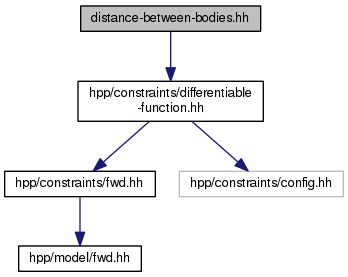 distance-between-bodies.hh
hpp/constraints/differentiable
-function.hh
hpp/constraints/fwd.hh
hpp/constraints/config.hh
hpp/model/fwd.hh